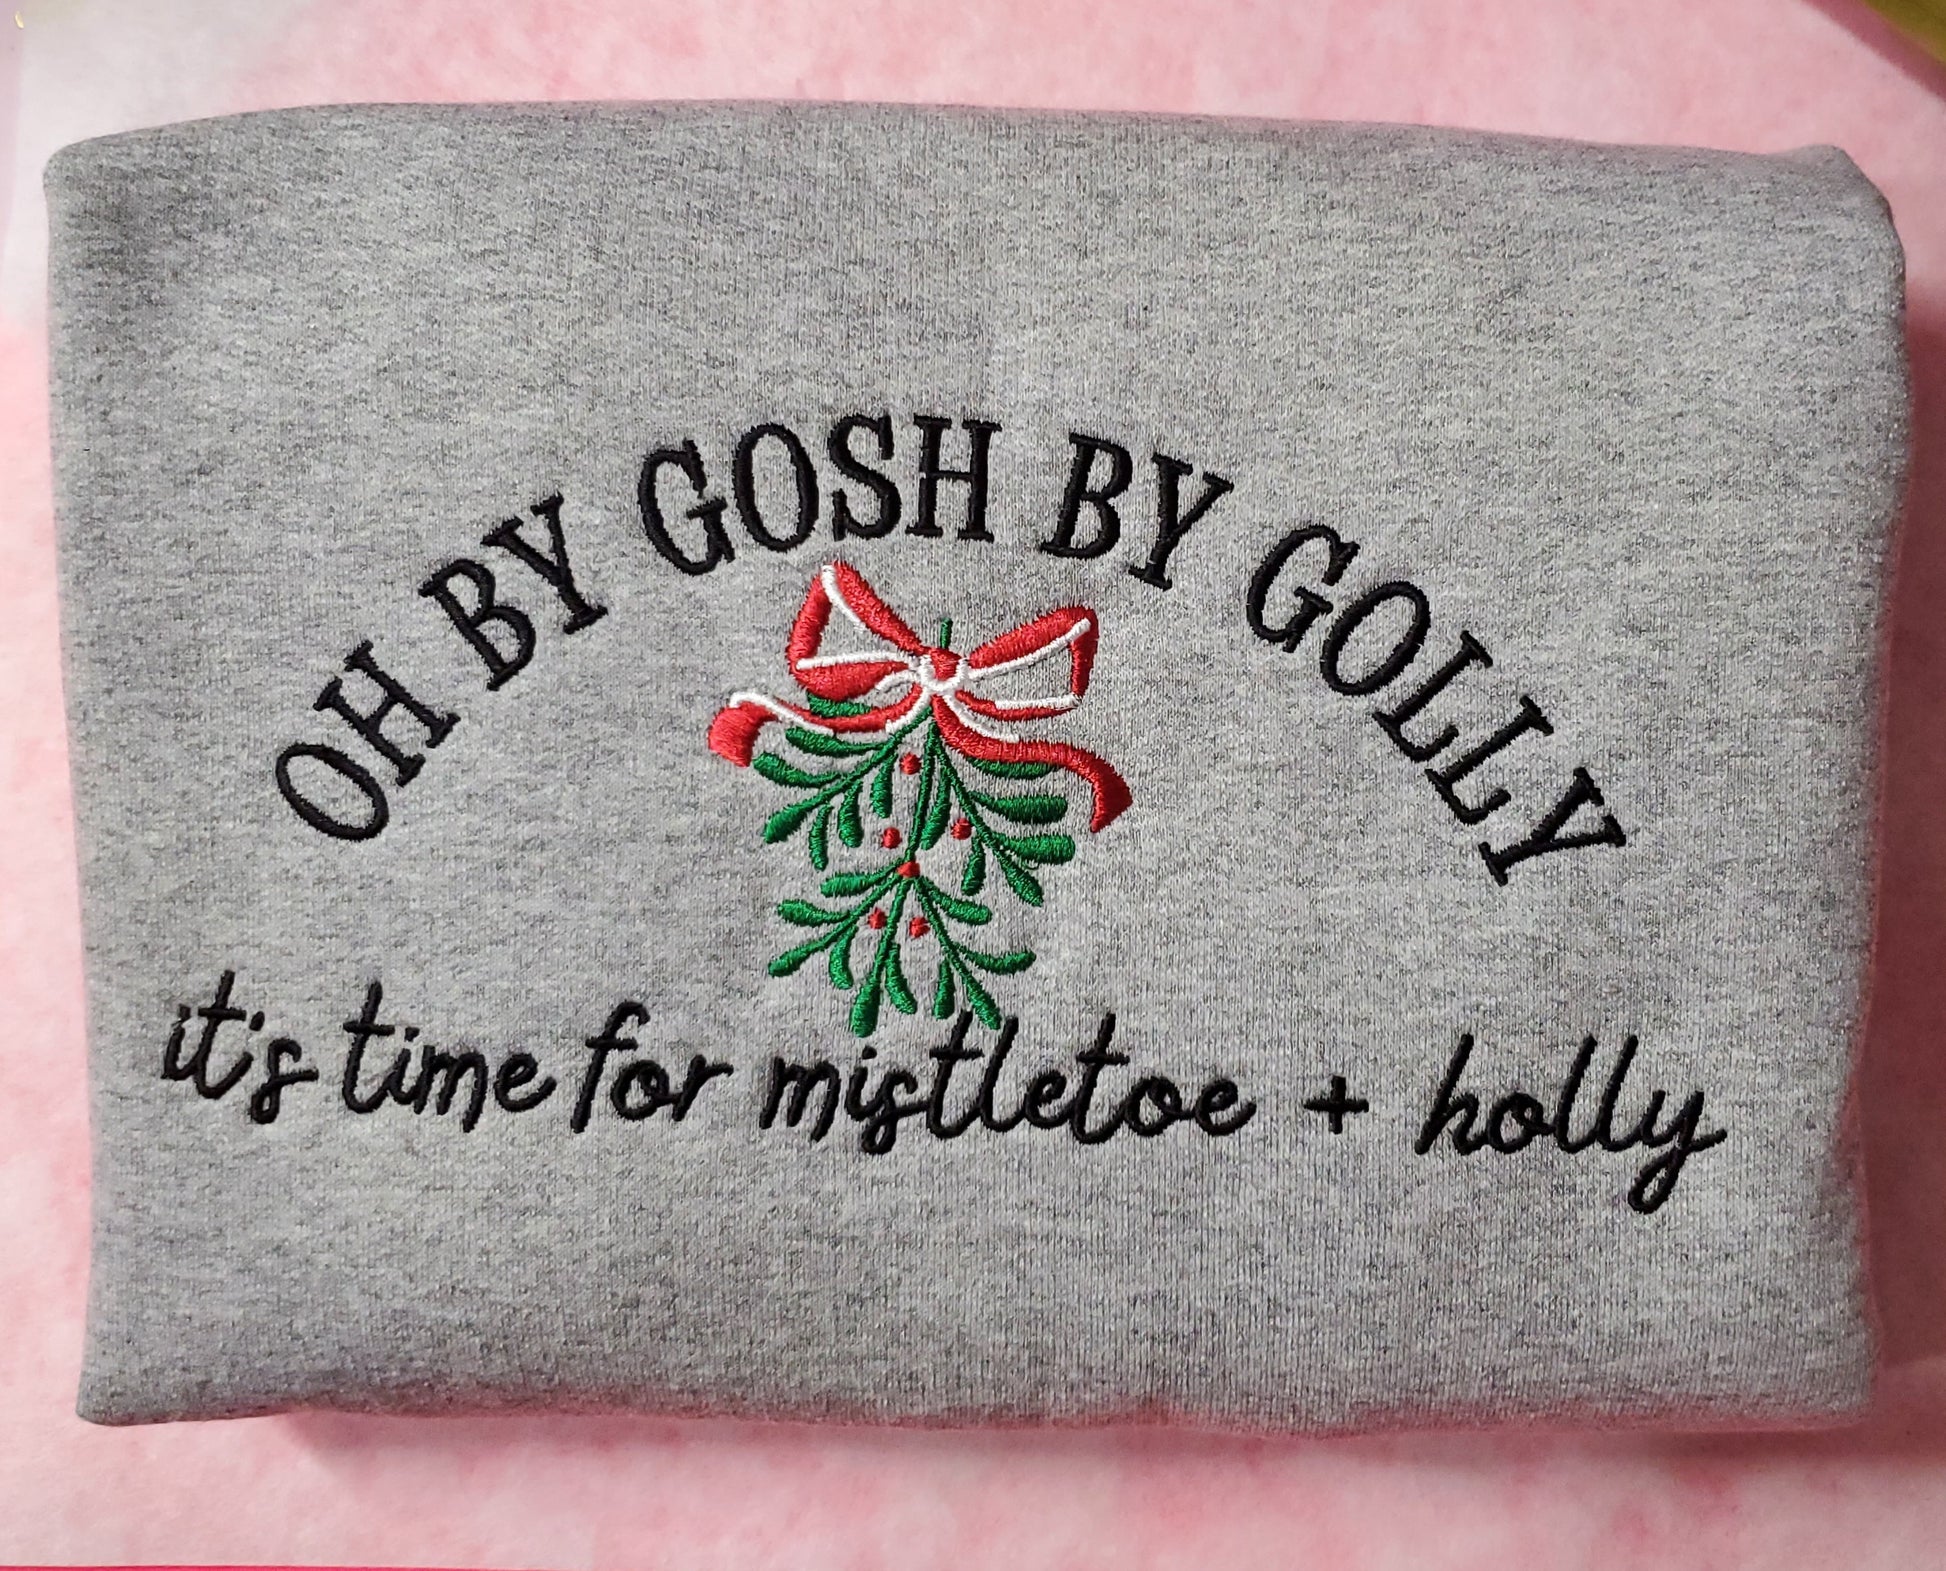 OH BY GOSH BY GOLLY
it's time for mistletoe + holly